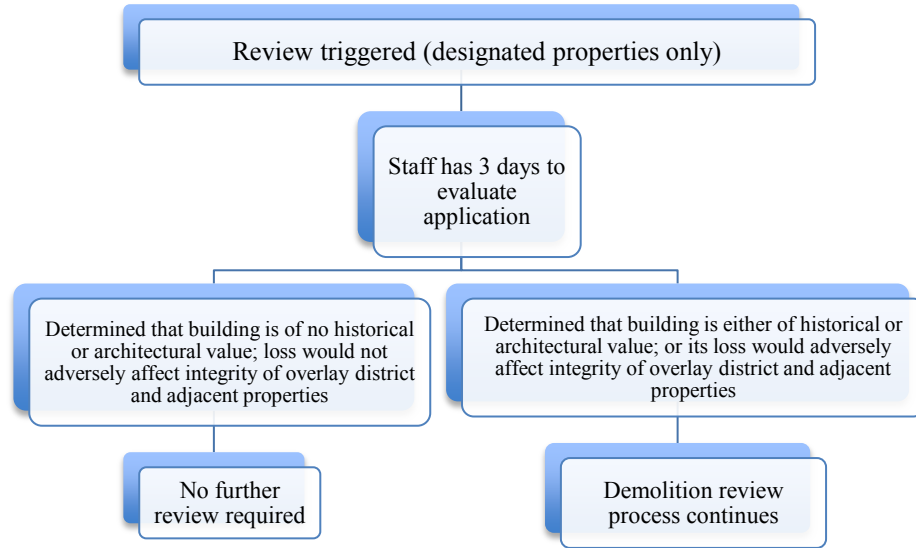 Review triggered (designated properties only)
Staff has 3 days to
evaluate
application
Determined that building is of no historical
or architectural value; loss would not
adversely affect integrity of overlay district
and adjacent properties
Determined that building is either of historical or
architectural value; or its loss would adversely
affect integrity of overlay district and adjacent
properties
No further
review required
Demolition review
process continues